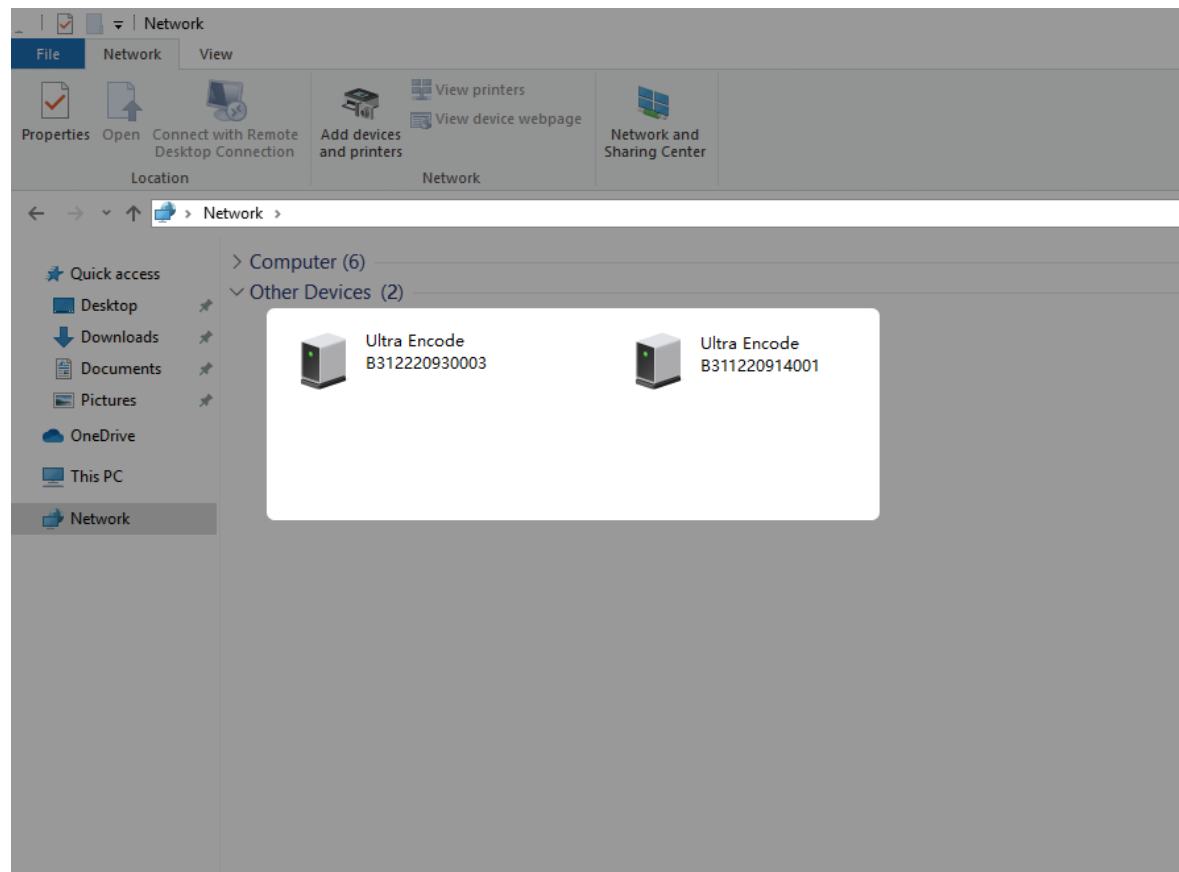 Network
File
Network
View
Properties
Open
Connect with Remote
Desktop Connection
Location
Add devices
and printers
View printers
View device webpage
Network
Network and
Sharing Center
Network
Quick access
Desktop
Downloads
Documents
Pictures
OneDrive
This PC
Network
Computer (6)
Other Devices (2)
Ultra Encode
B312220930003
Ultra Encode
B311220914001